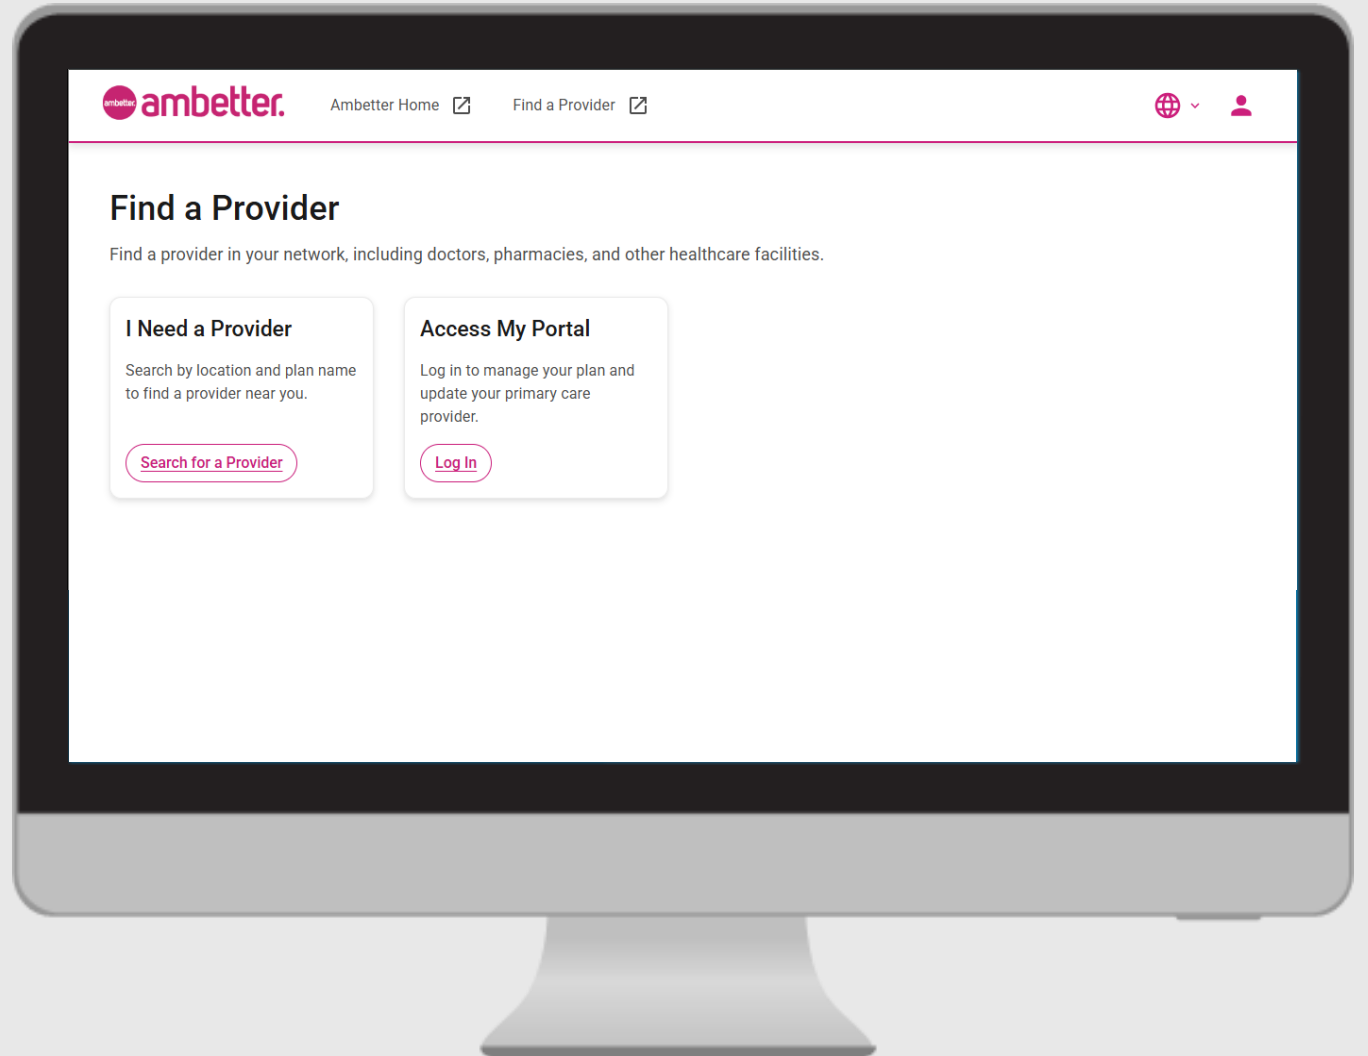 ambetter. ambetter.
Ambetter Home
Find a Provider
Find a Provider
Find a provider in your network, including doctors, pharmacies, and other healthcare facilities.
I Need a Provider
Search by location and plan name
to find a provider near you.
Search for a Provider
Access My Portal
Log in to manage your plan and
update your primary care
provider.
Log In